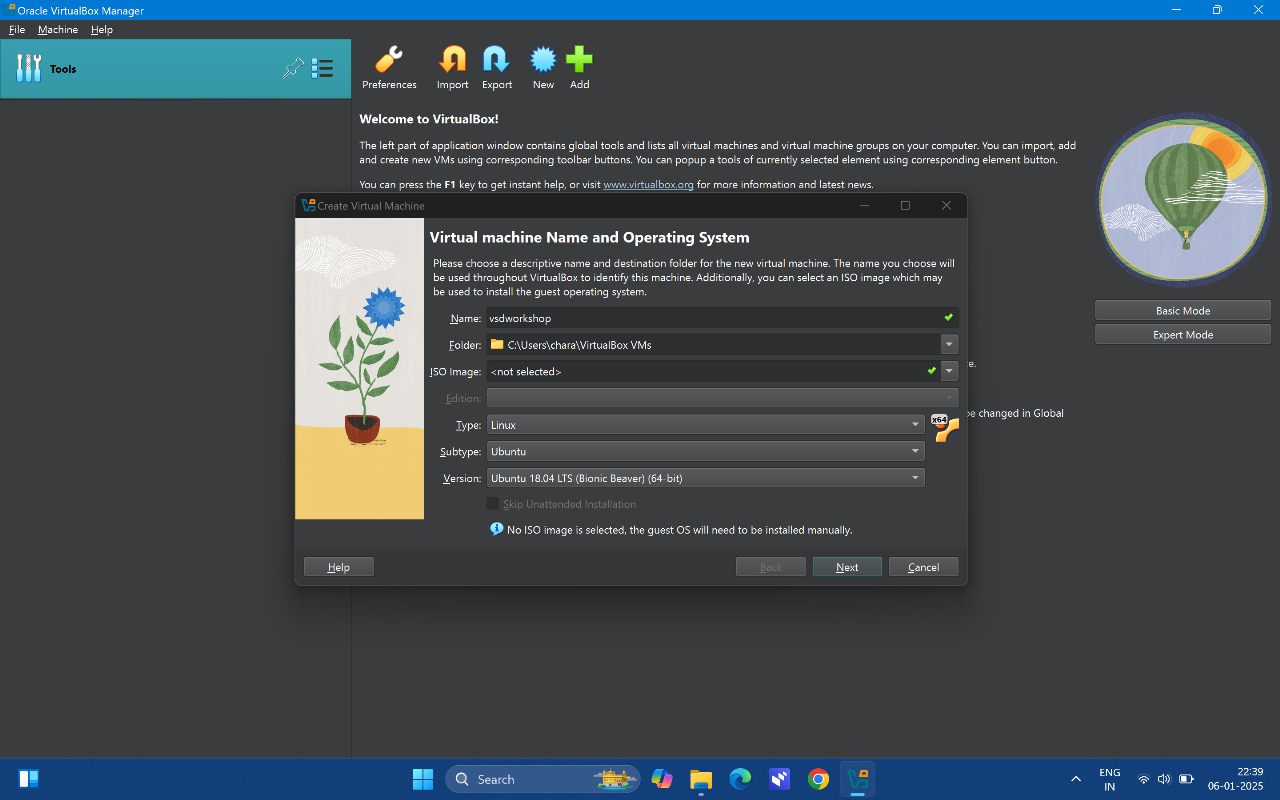 Oracle VirtualBox Manager
File Machine Help
Tools
Preferences Import Export New Add
Welcome to VirtualBox!
The left part of application window contains global tools and lists all virtual machines and virtual machine groups on your computer. You can import, add
and create new VMs using corresponding toolbar buttons. You can popup a tools of currently selected element using corresponding element button.
You can press the F1 key to get instant help, or visit www.virtualbox.org for more information and latest news.
Create Virtual Machine
Virtual machine Name and Operating System
Please choose a descriptive name and destination folder for the new virtual machine. The name you choose will
be used throughout VirtualBox to identify this machine. Additionally, you can select an ISO image which may
be used to install the guest operating system.
Name: vsdworkshop
Folder: C:\Users\chara\VirtualBox VMs
ISO Image: <not selected>
Edition:
Type: Linux
x64
Subtype: Ubuntu
Version: Ubuntu 18.04 LTS (Bionic Beaver) (64-bit)
Skip Unattended Installation
No ISO image is selected, the guest OS will need to be installed manually.
Help Back Next Cancel
Basic Mode
Expert Mode
e.
be changed in Global
Search
ENG
IN
22:39
06-01-2025